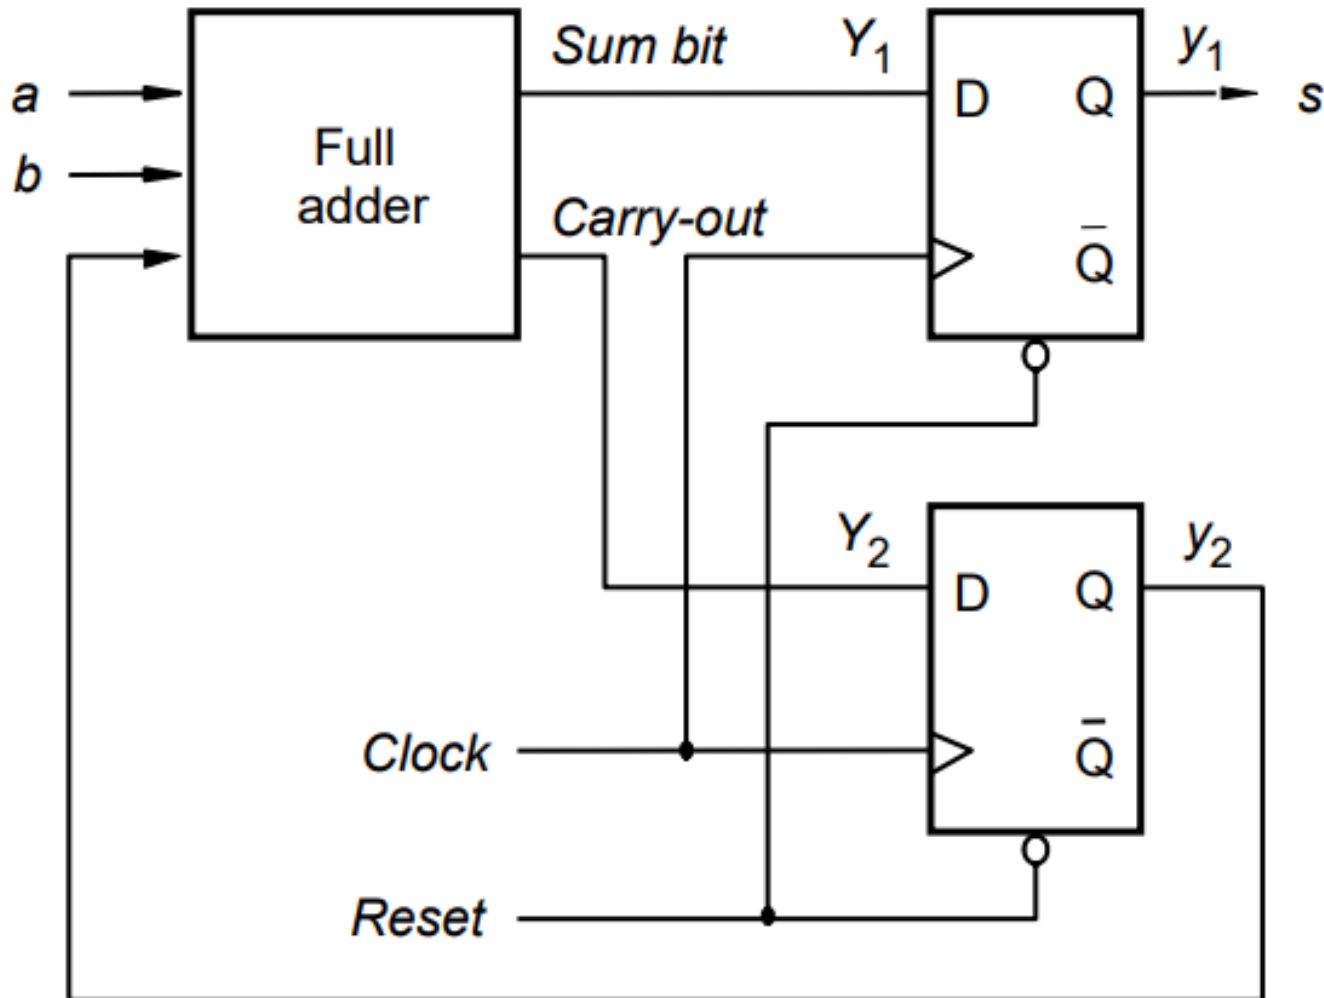 Sum bit
Y1
y1
a
D
Q
s
Full
adder
b
Carry-out
Q̅
Y2
y2
D
Q
Clock
Q̅
Reset